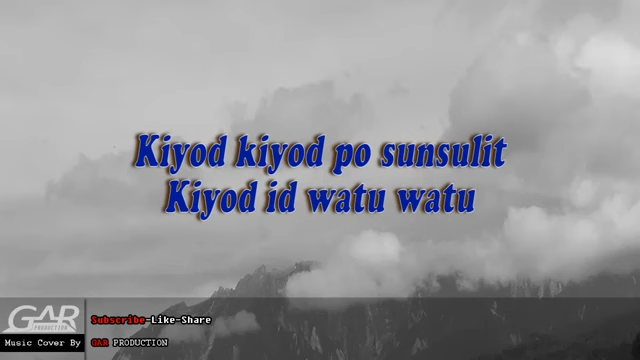 Kiyod kiyod po sunsulit
Kiyod id watu watu
GAR
PRODUCTION
Subscribe-Like-Share
Music Cover By
GAR PRODUCTION